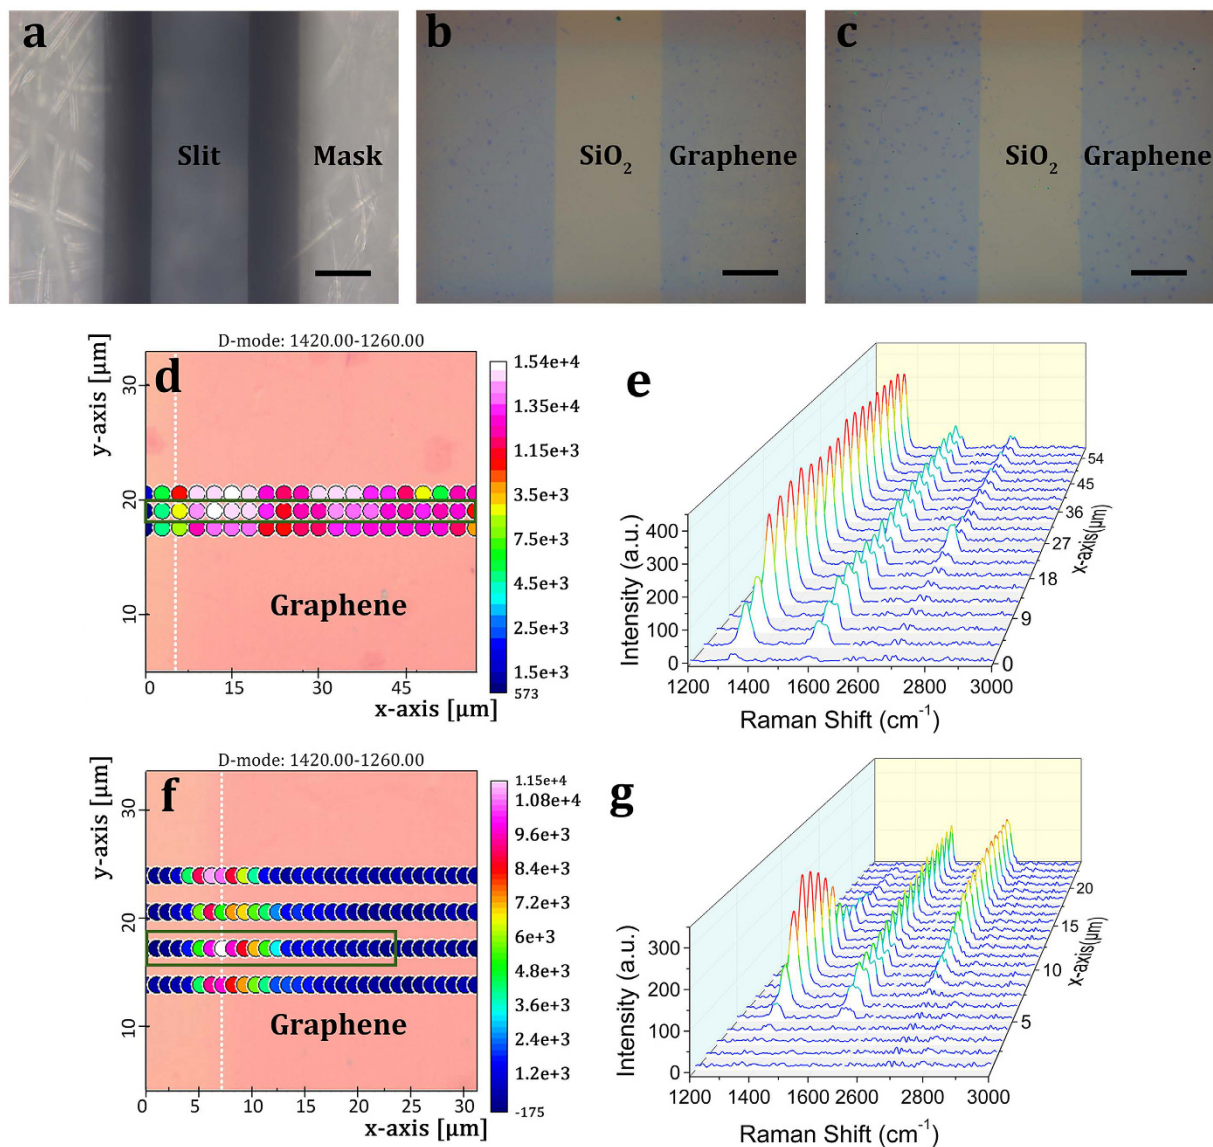 a
Slit
Mask
b
SiO2
Graphene
c
SiO2
Graphene
D-mode: 1420.00-1260.00
d
y-axis [μm]
30
20
10
Graphene
0
15
30
45
x-axis [μm]
1.54e+4
1.35e+4
1.15e+3
9.5e+3
7.5e+3
5.5e+3
4.5e+3
3.5e+3
2.5e+3
1.5e+3
573
e
Intensity (a.u.)
400
300
200
100
0
1200
1400
1600
2600
2800
3000
Raman Shift (cm-1)
0
9
18
27
36
45
54
x-axis(μm)
D-mode: 1420.00-1260.00
f
y-axis [μm]
30
20
10
Graphene
0
5
10
15
20
25
30
x-axis [μm]
1.15e+4
1.08e+4
9.6e+3
8.4e+3
7.2e+3
6e+3
4.8e+3
3.6e+3
2.4e+3
1.2e+3
-175
g
Intensity (a.u.)
300
200
100
0
1200
1400
1600
2600
2800
3000
Raman Shift (cm-1)
5
10
15
20
x-axis(μm)